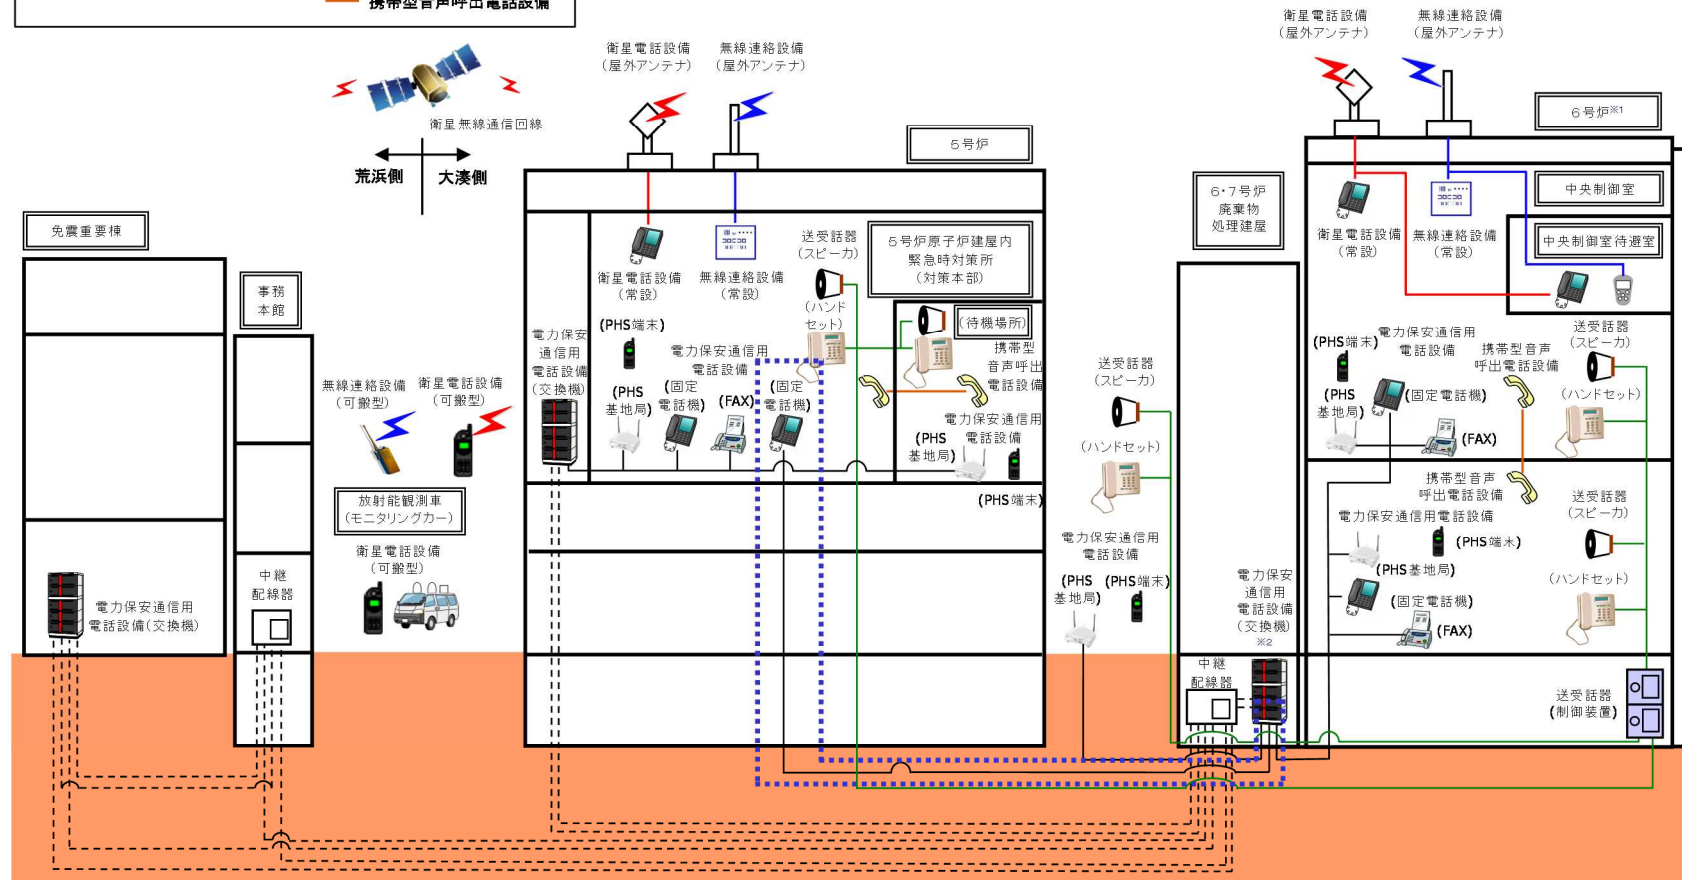 携帯型音声呼出電話設備
衛星無線通信回線
荒浜側
大湊側
衛星電話設備
(屋外アンテナ)
無線連絡設備
(屋外アンテナ)
衛星電話設備
(屋外アンテナ)
無線連絡設備
(屋外アンテナ)
5号炉
6号炉※1
免震重要棟
事務
本館
無線連絡設備
(可搬型)
衛星電話設備
(可搬型)
放射能観測車
(モニタリングカー)
衛星電話設備
(可搬型)
電力保安通信用
電話設備(交換機)
中継
配線器
衛星電話設備
(常設)
無線連絡設備
(常設)
送受話器
(スピーカ)
5号炉原子炉建屋内
緊急時対策所
(対策本部)
(待機場所)
(ハンド
セット)
電力保安
通信用
電話設備
(交換機)
(PHS端末)
(PHS
基地局)
電力保安通信用
電話設備
(固定
電話機)
(FAX)
(固定
電話機)
携帯型
音声呼出
電話設備
電力保安通信用
電話設備
(PHS
基地局)
(PHS端末)
送受話器
(スピーカ)
(ハンドセット)
電力保安通信用
電話設備
(PHS
基地局)
(PHS端末)
6・7号炉
廃棄物
処理建屋
電力保安
通信用
電話設備
(交換機)
※2
中継
配線器
中央制御室
中央制御室待避室
衛星電話設備
(常設)
無線連絡設備
(常設)
(PHS端末)
電力保安通信用
電話設備
(PHS
基地局)
(固定電話機)
(FAX)
携帯型音声
呼出電話設備
送受話器
(スピーカ)
(ハンドセット)
携帯型音声
呼出電話設備
電力保安通信用電話設備
(PHS端末)
(PHS基地局)
(固定電話機)
(FAX)
送受話器
(スピーカ)
(ハンドセット)
送受話器
(制御装置)